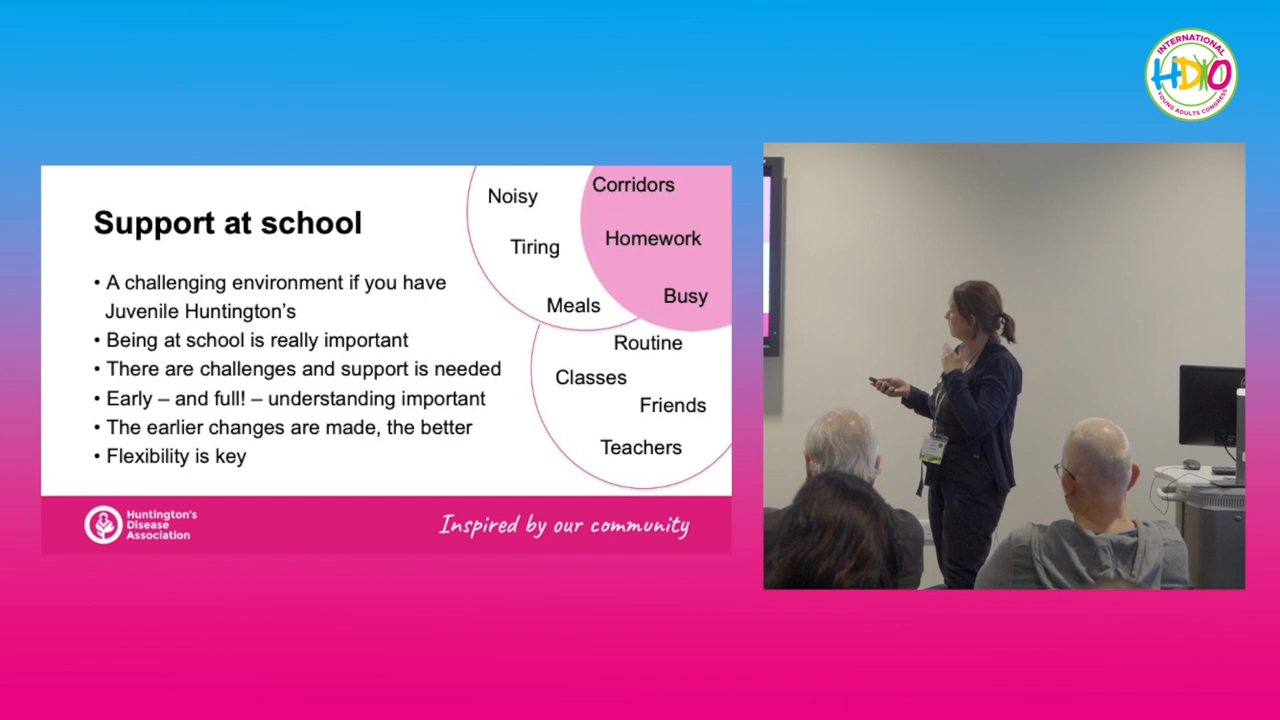 INTERNATIONAL
HDYO
YOUNG ADULTS CONGRESS
Support at school
• A challenging environment if you have
Juvenile Huntington’s
• Being at school is really important
• There are challenges and support is needed
• Early – and full! – understanding important
• The earlier changes are made, the better
• Flexibility is key
Noisy
Tiring
Meals
Corridors
Homework
Busy
Routine
Classes
Friends
Teachers
Huntington's
Disease
Association
Inspired by our community